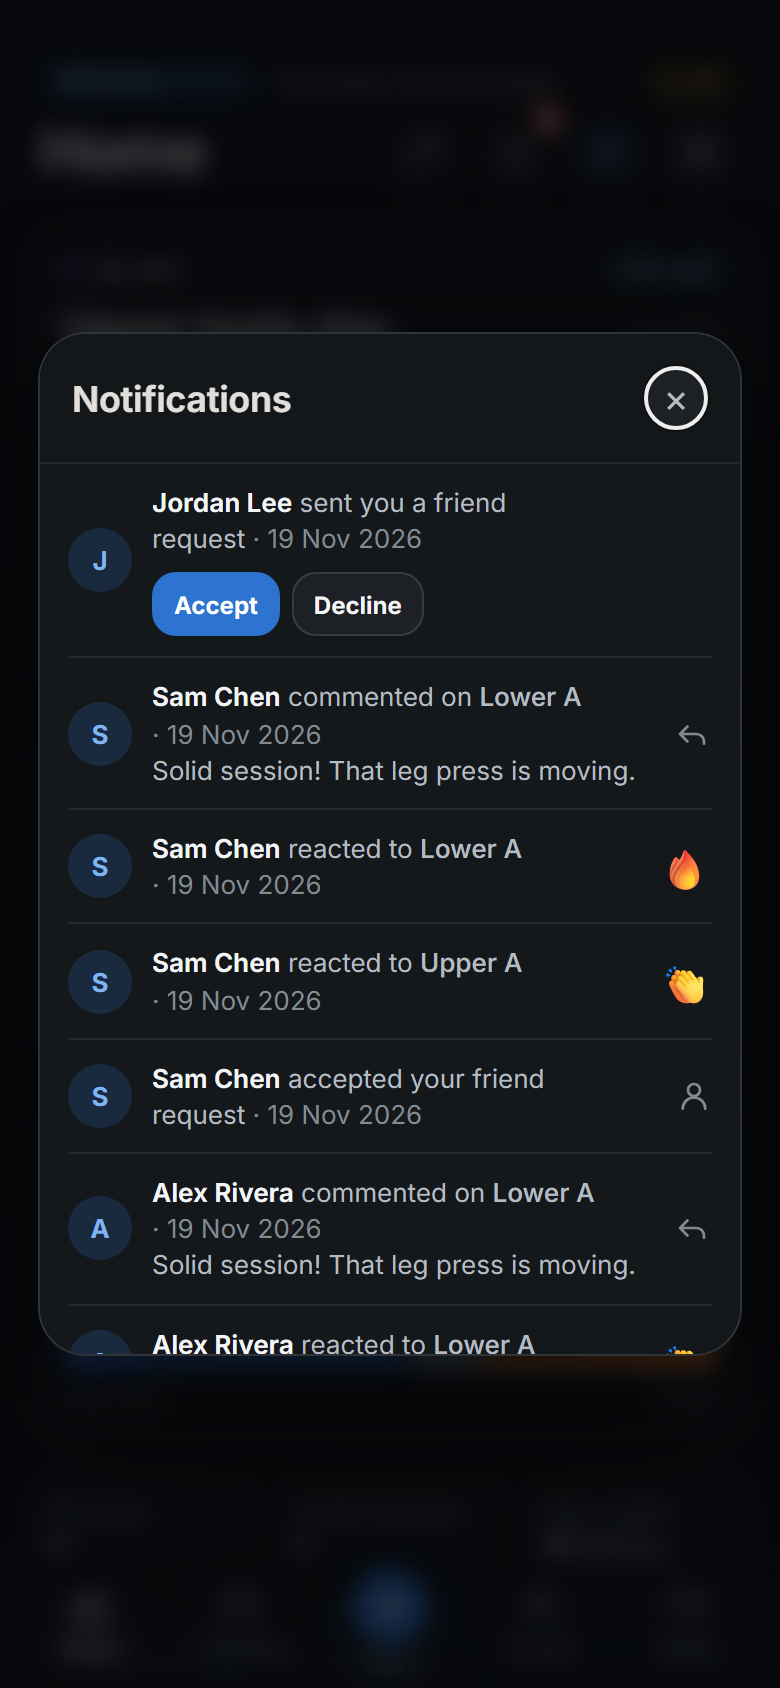 Notifications
Jordan Lee sent you a friend
request · 19 Nov 2026
J
Accept
Decline
Sam Chen commented on Lower A
· 19 Nov 2026
Solid session! That leg press is moving.
S
Sam Chen reacted to Lower A
· 19 Nov 2026
S
Sam Chen reacted to Upper A
· 19 Nov 2026
S
Sam Chen accepted your friend
request · 19 Nov 2026
S
Alex Rivera commented on Lower A
· 19 Nov 2026
Solid session! That leg press is moving.
A
Alex Rivera reacted to Lower A